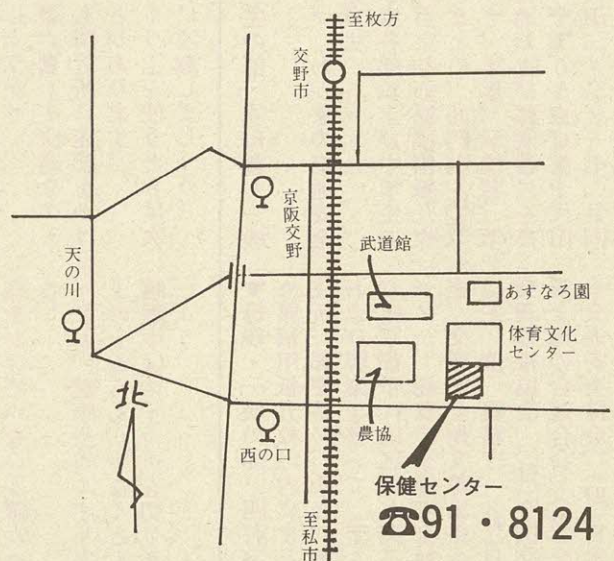 至枚方
交野市
京阪交野
武道館
天の川
あすなろ園
体育文化
センター
北
農協
西の口
保健センター
至私市
☎91・8124